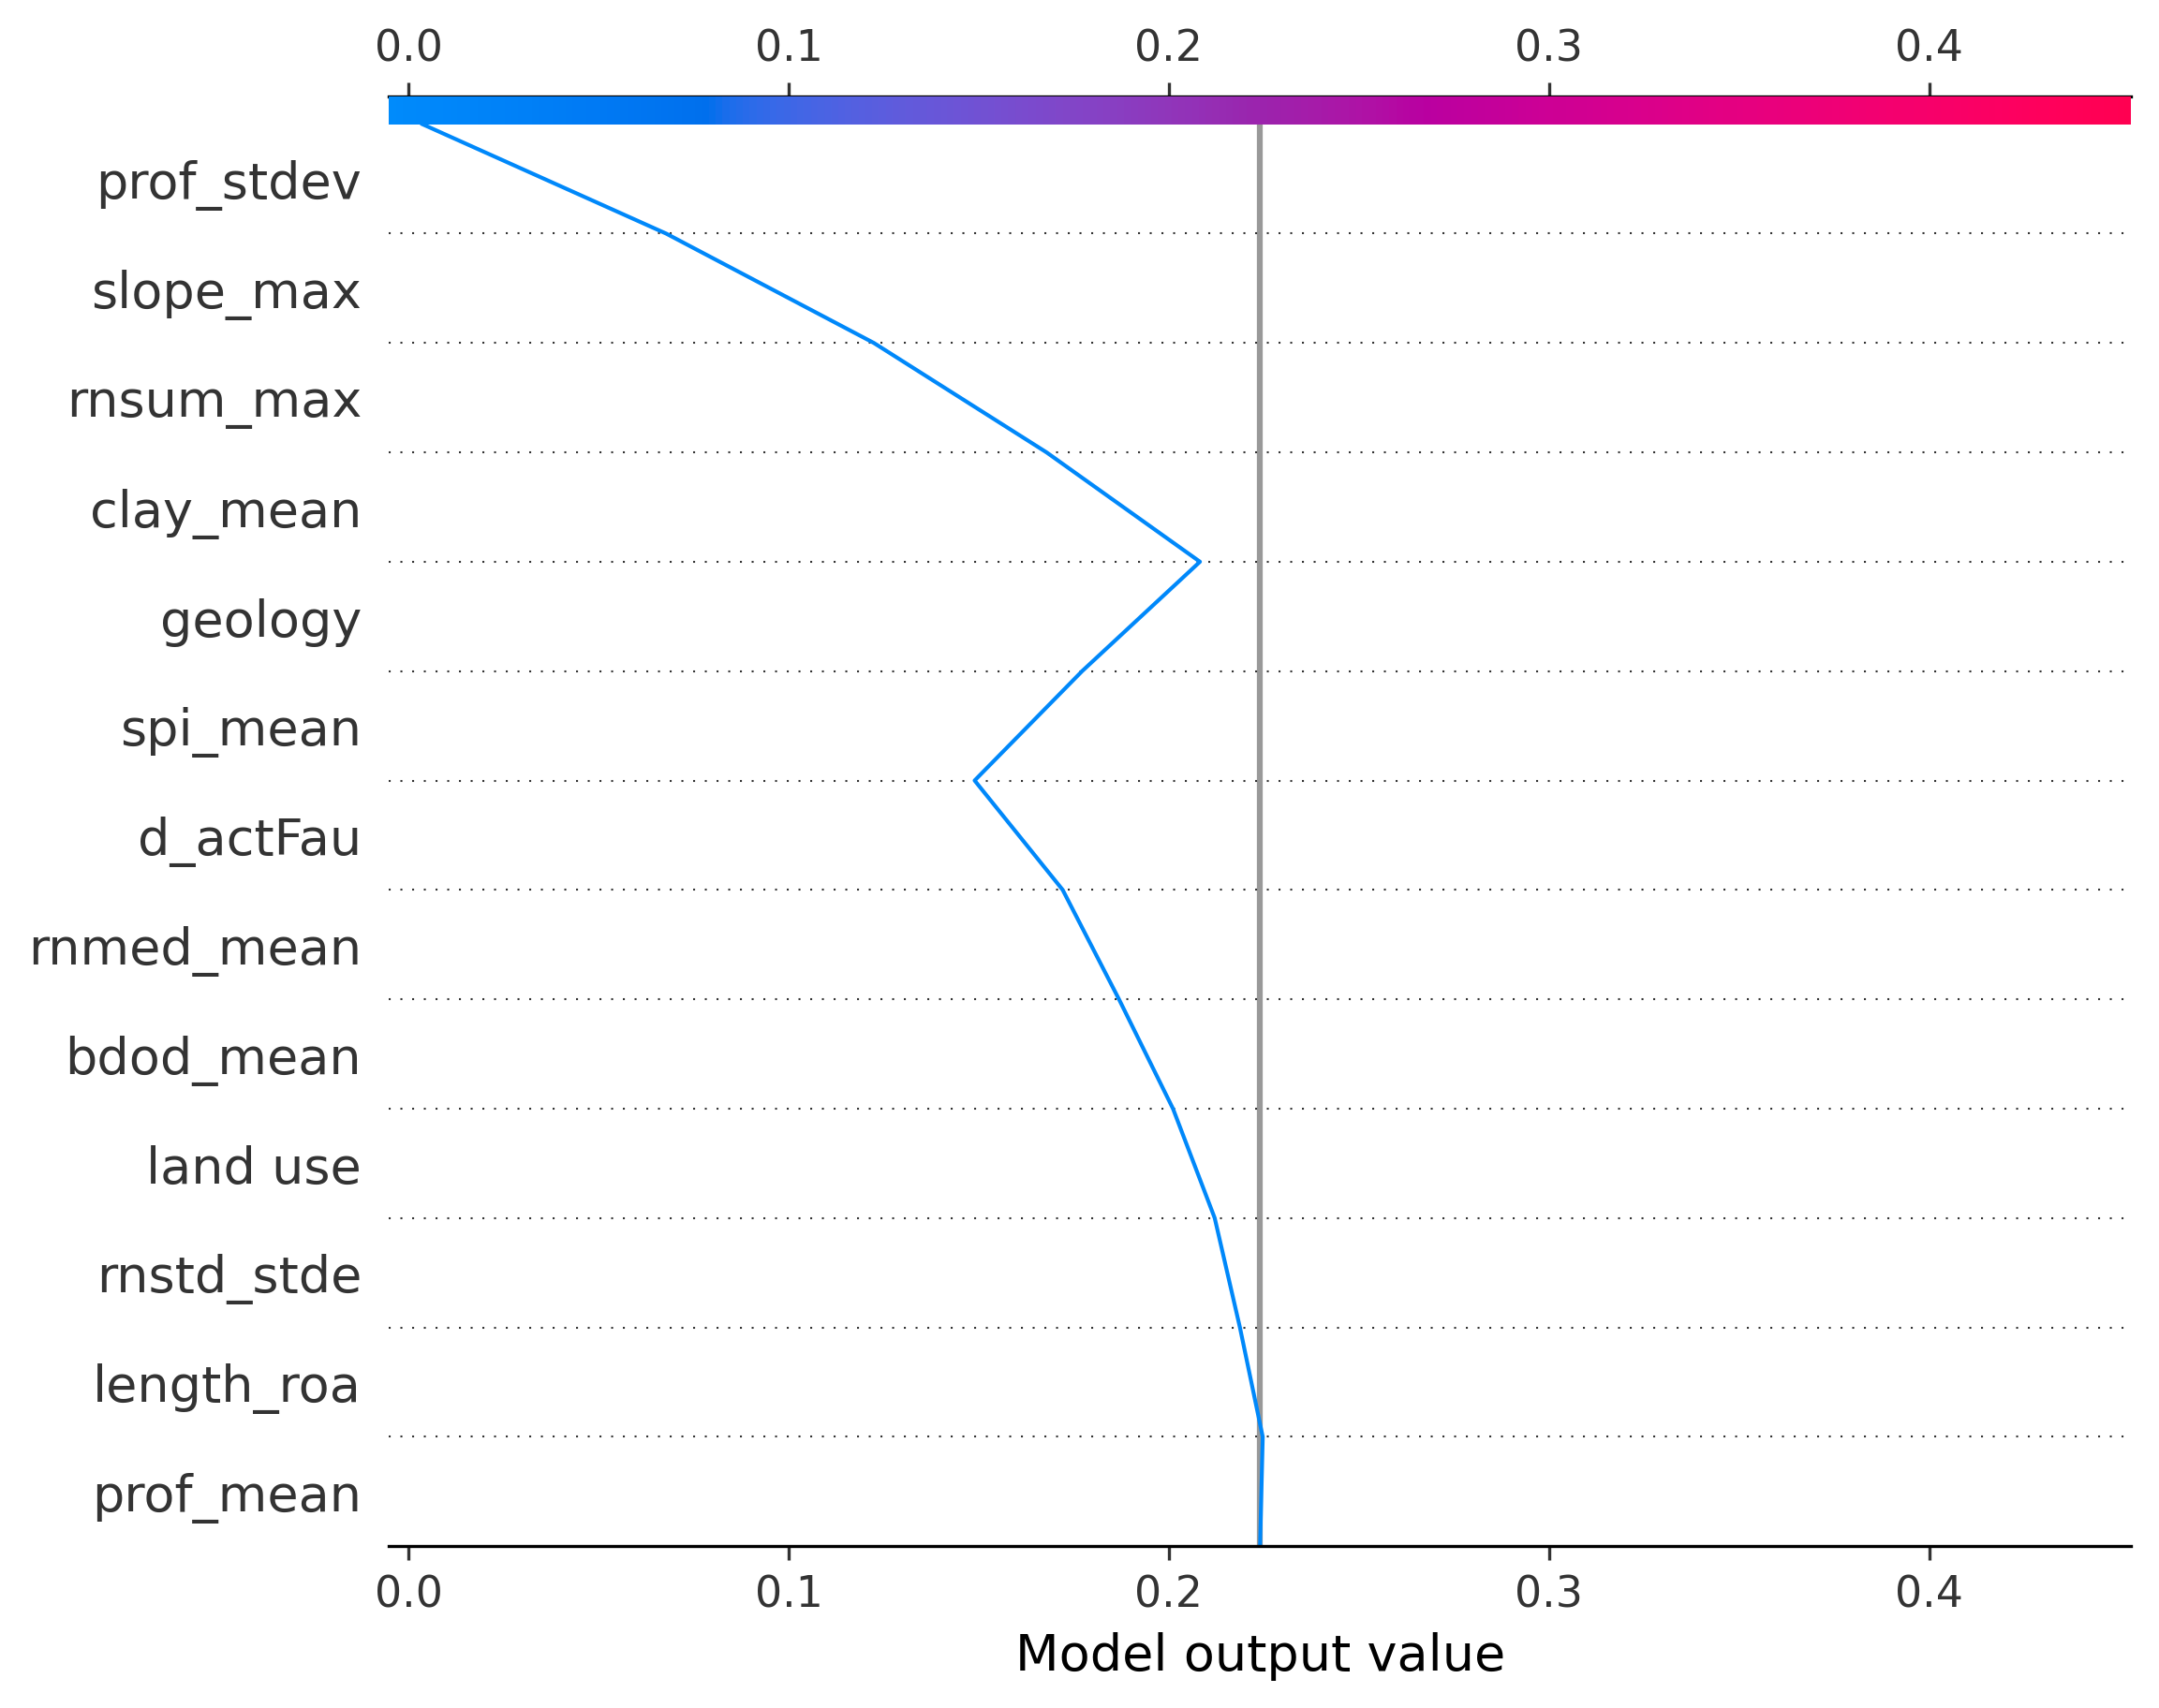 0.0 0.1 0.2 0.3 0.4
prof_stdev
slope_max
rnsum_max
clay_mean
geology
spi_mean
d_actFau
rnmed_mean
bdod_mean
land use
rnstd_stde
length_roa
prof_mean
0.0 0.1 0.2 0.3 0.4
Model output value